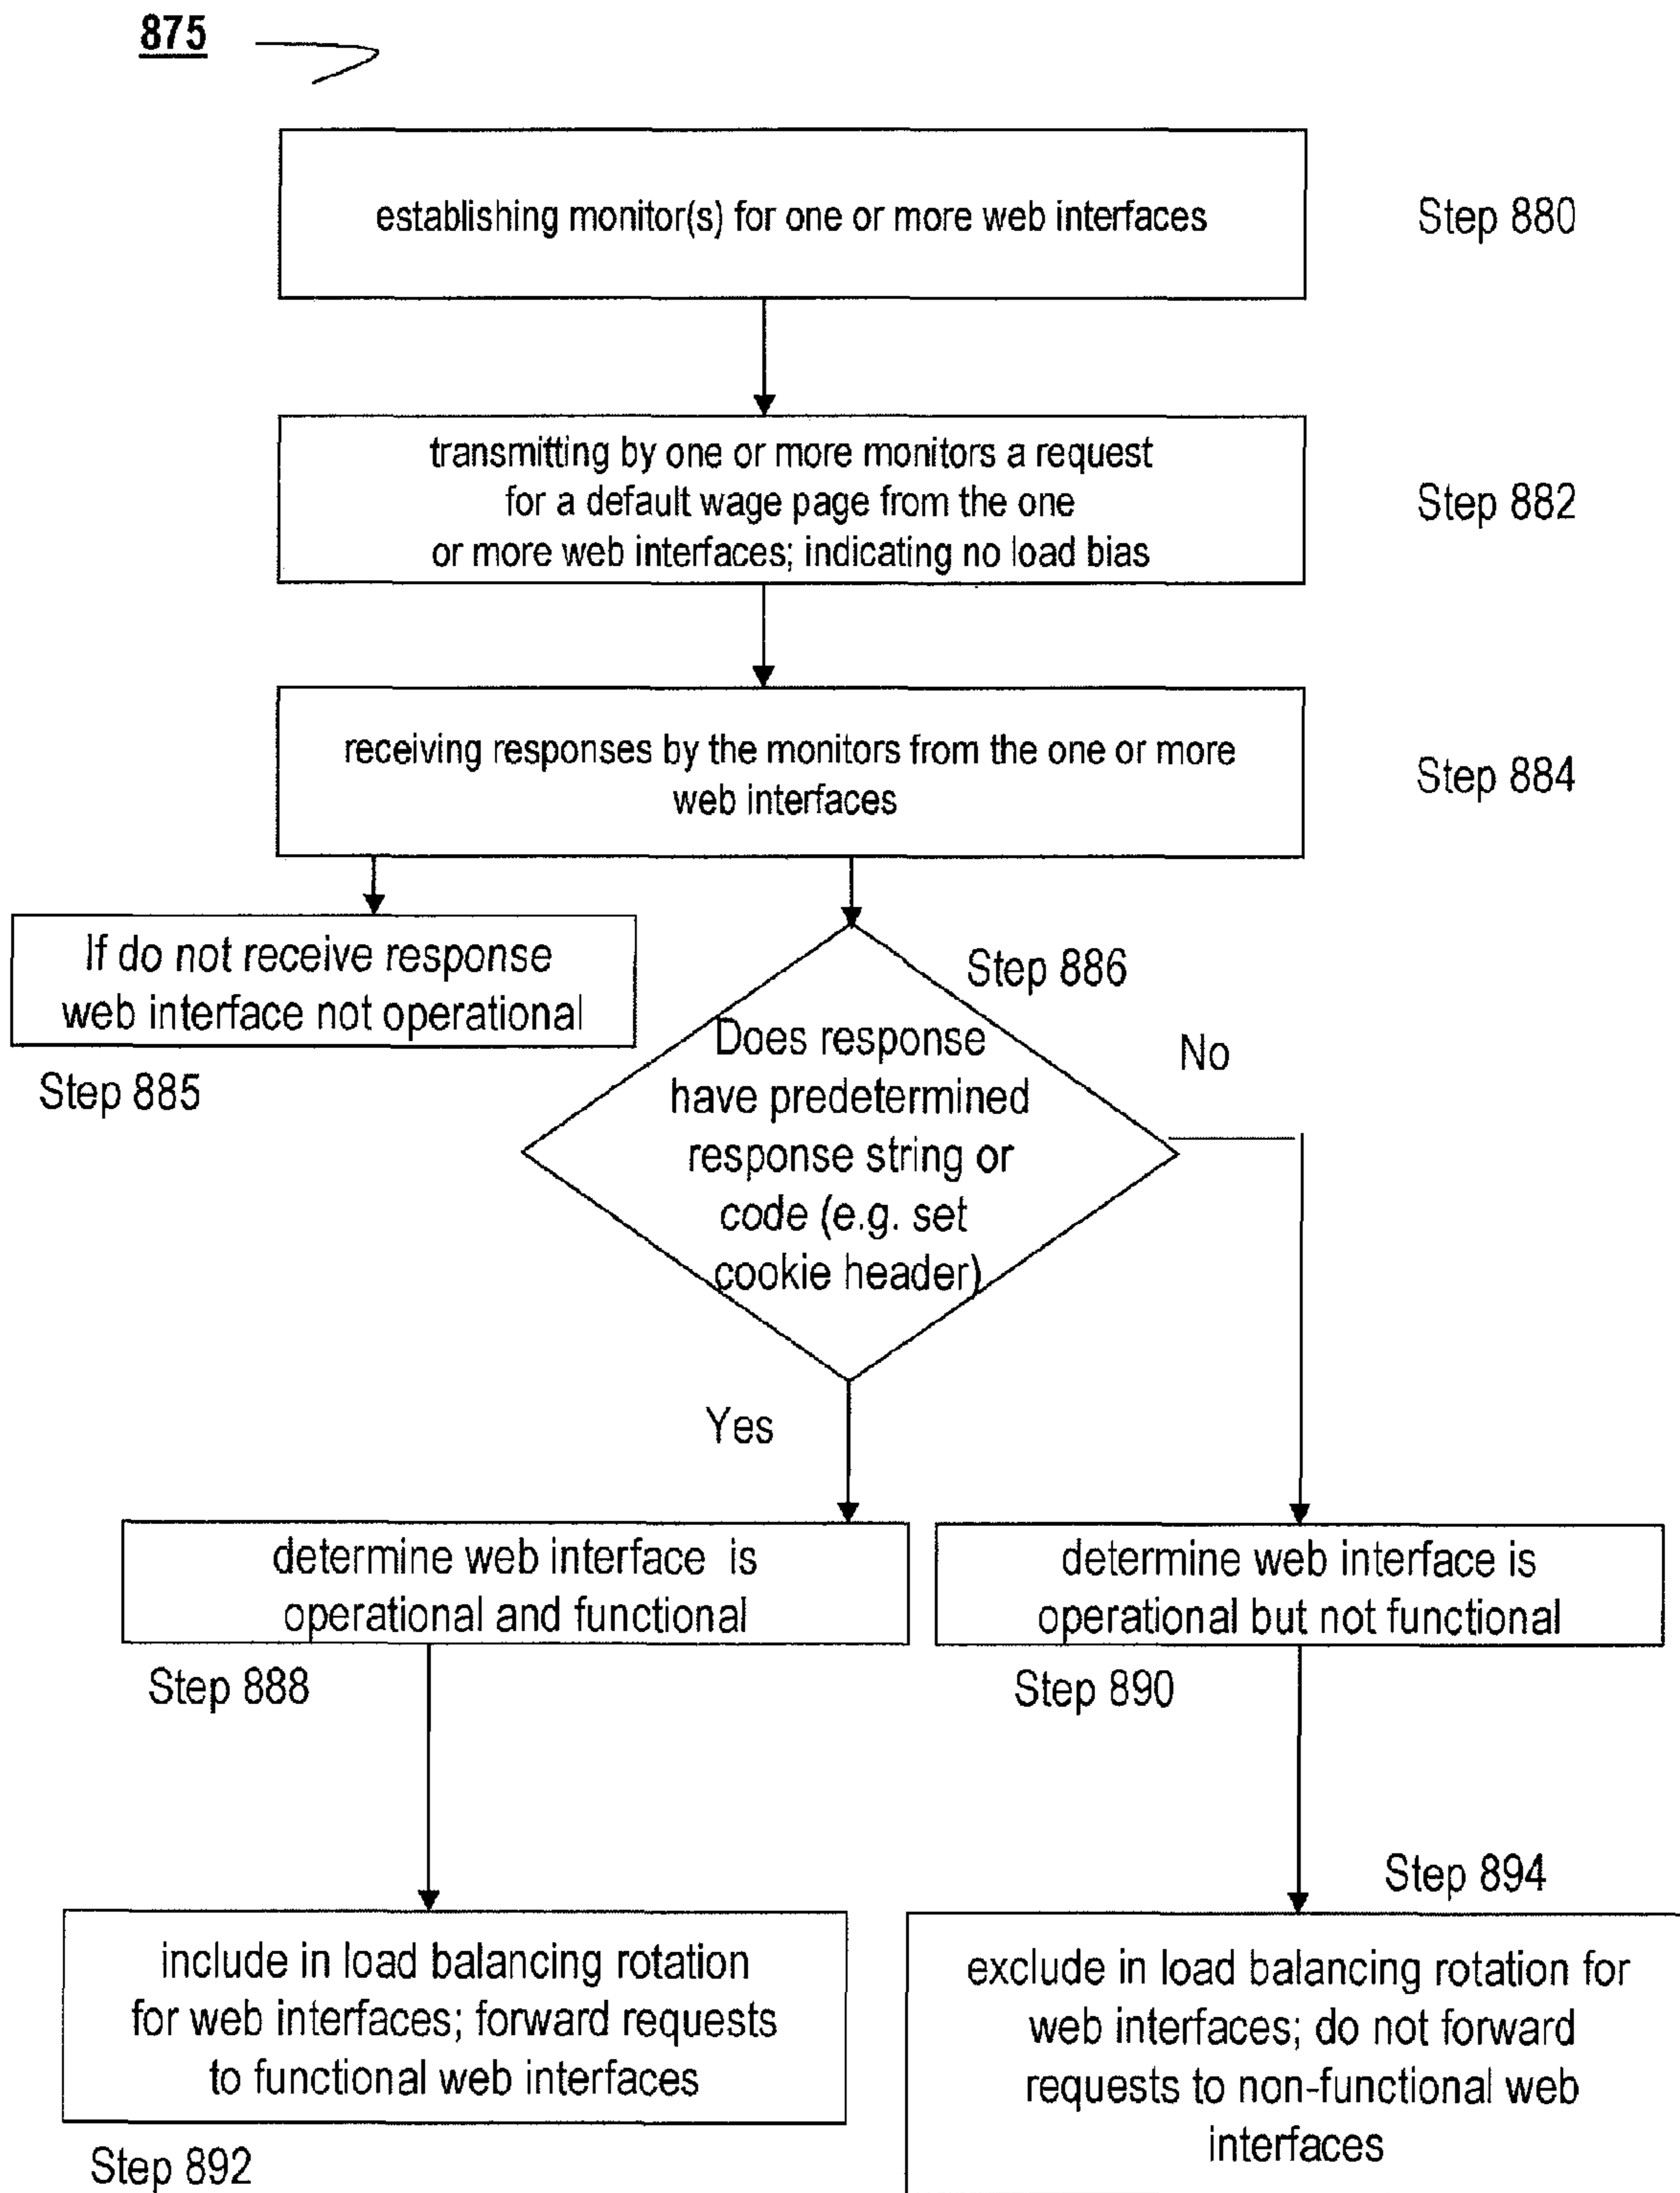 875
establishing monitor(s) for one or more web interfaces
Step 880
transmitting by one or more monitors a request
for a default wage page from the one
or more web interfaces; indicating no load bias
Step 882
receiving responses by the monitors from the one or more
web interfaces
Step 884
If do not receive response
web interface not operational
Step 885
Step 886
Does response
have predetermined
response string or
code (e.g. set
cookie header)
No
Yes
determine web interface is
operational and functional
Step 888
determine web interface is
operational but not functional
Step 890
include in load balancing rotation
for web interfaces; forward requests
to functional web interfaces
Step 892
Step 894
exclude in load balancing rotation for
web interfaces; do not forward
requests to non-functional web
interfaces